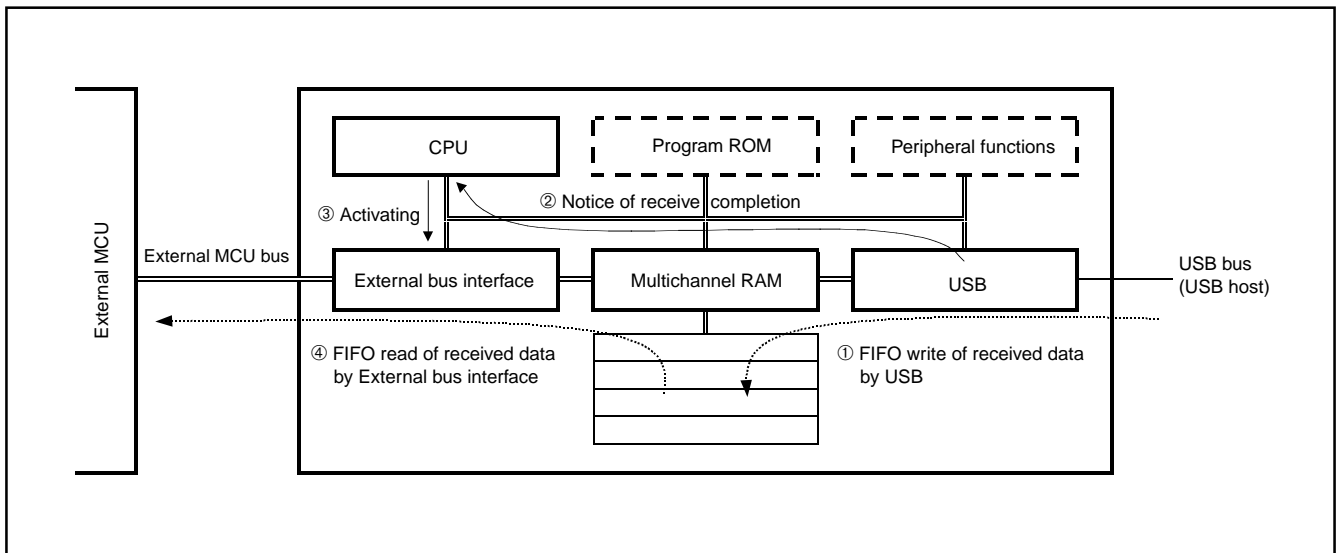 CPU
Program ROM
Peripheral functions
② Notice of receive completion
③ Activating
External MCU
External MCU bus
External bus interface
Multichannel RAM
USB
USB bus
(USB host)
④ FIFO read of received data
by External bus interface
① FIFO write of received data
by USB